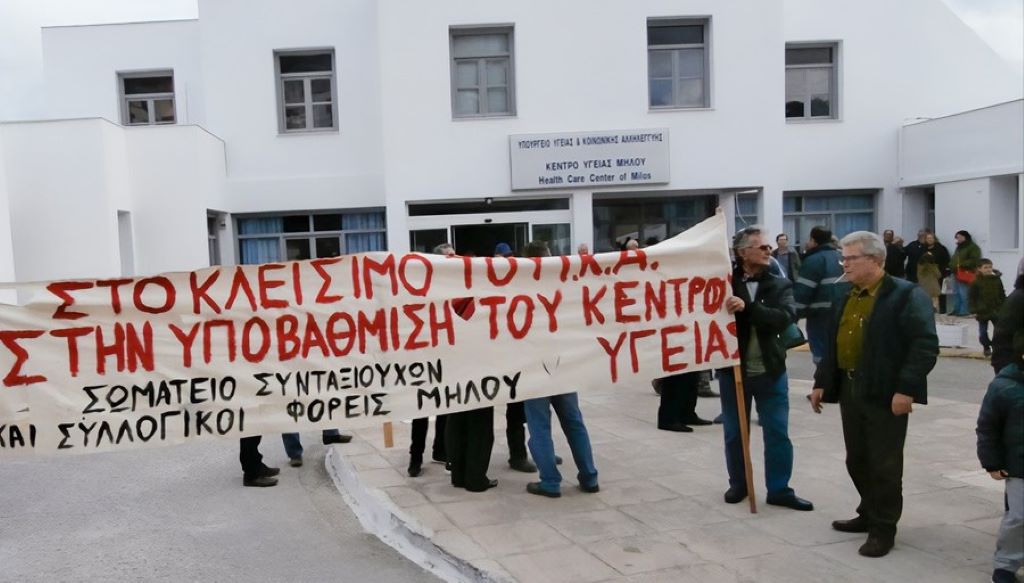 ΥΠΟΥΡΓΕΙΟ ΥΓΕΙΑΣ & ΚΟΙΝΩΝΙΚΗΣ ΑΛΛΗΛΕΓΓΥΗΣ
ΚΕΝΤΡΟ ΥΓΕΙΑΣ ΜΗΛΟΥ
Health Care Center of Milos
ΣΤΟ ΚΛΕΙΣΙΜΟ ΤΟΥ Ι.Κ.Α.
ΣΤΗΝ ΥΠΟΒΑΘΜΙΣΗ ΤΟΥ ΚΕΝΤΡΟΥ
ΥΓΕΙΑΣ
ΣΩΜΑΤΕΙΟ ΣΥΝΤΑΞΙΟΥΧΩΝ
ΚΑΙ ΣΥΛΛΟΓΙΚΟΙ ΦΟΡΕΙΣ ΜΗΛΟΥ